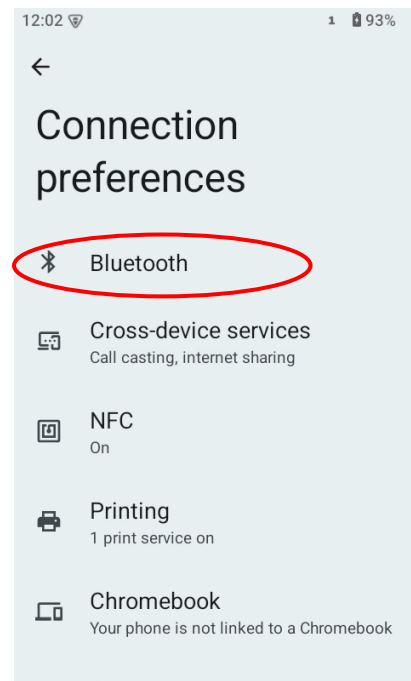 12:02 1 93%
Connection
preferences
Bluetooth
Cross-device services
Call casting, internet sharing
NFC
On
Printing
1 print service on
Chromebook
Your phone is not linked to a Chromebook